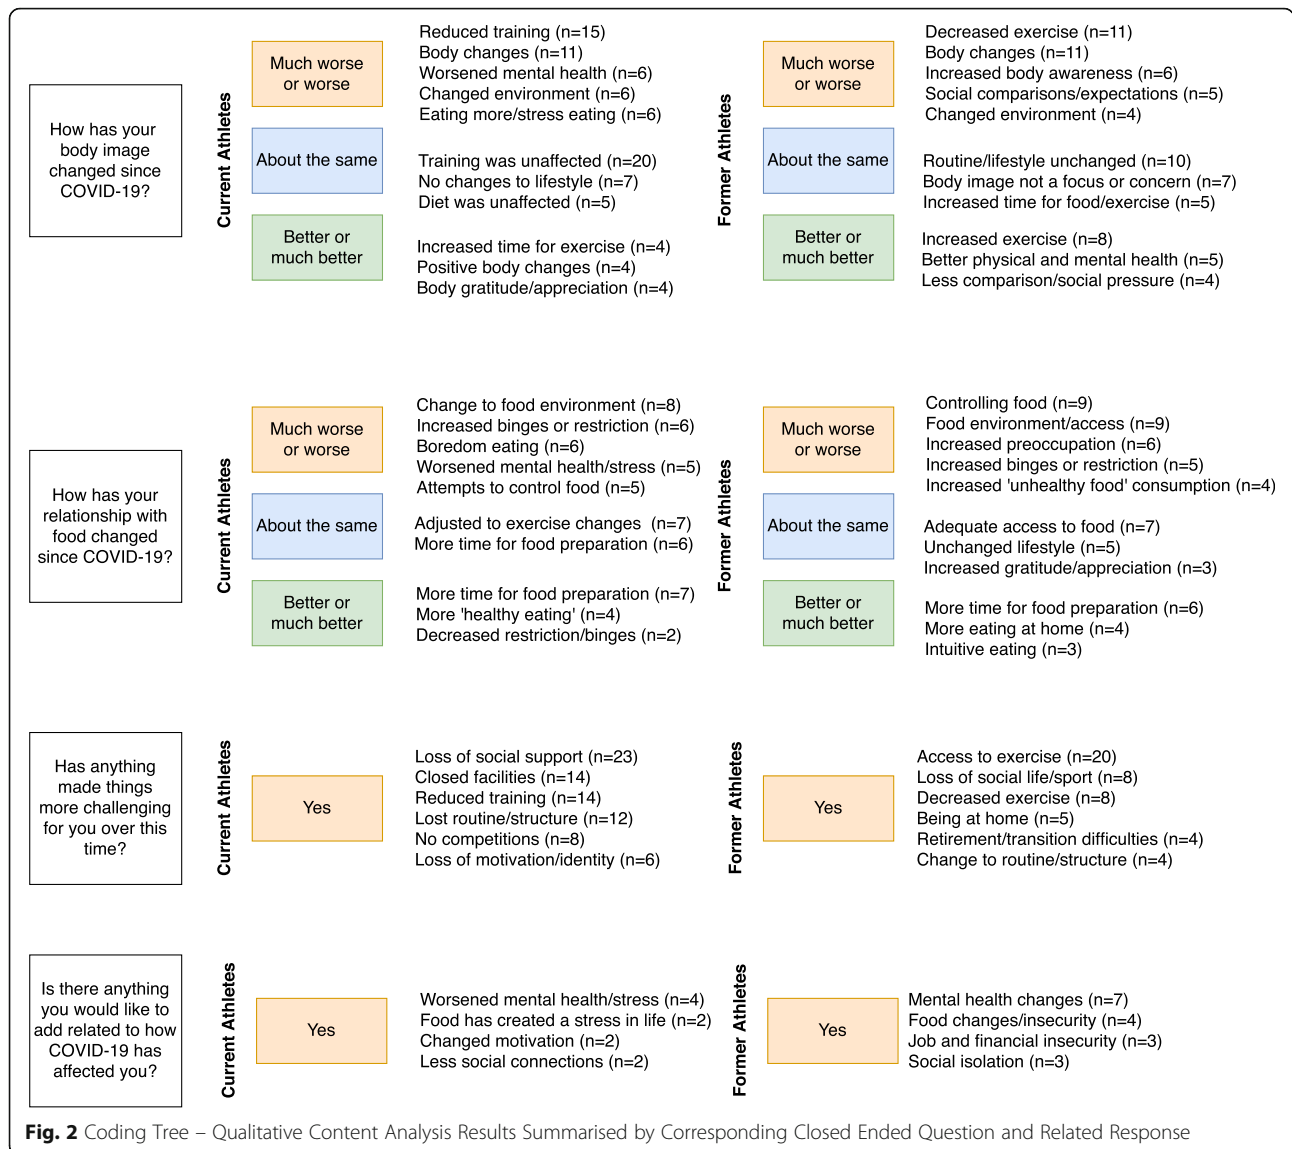 How has your
body image
changed since
COVID-19?
Current Athletes
Much worse
or worse
Reduced training (n=15)
Body changes (n=11)
Worsened mental health (n=6)
Changed environment (n=6)
Eating more/stress eating (n=6)
About the same
Training was unaffected (n=20)
No changes to lifestyle (n=7)
Diet was unaffected (n=5)
Better or
much better
Increased time for exercise (n=4)
Positive body changes (n=4)
Body gratitude/appreciation (n=4)
Former Athletes
Much worse
or worse
Decreased exercise (n=11)
Body changes (n=11)
Increased body awareness (n=6)
Social comparisons/expectations (n=5)
Changed environment (n=4)
About the same
Routine/lifestyle unchanged (n=10)
Body image not a focus or concern (n=7)
Increased time for food/exercise (n=5)
Better or
much better
Increased exercise (n=8)
Better physical and mental health (n=5)
Less comparison/social pressure (n=4)
How has your
relationship with
food changed
since COVID-19?
Current Athletes
Much worse
or worse
Change to food environment (n=8)
Increased binges or restriction (n=6)
Boredom eating (n=6)
Worsened mental health/stress (n=5)
Attempts to control food (n=5)
About the same
Adjusted to exercise changes (n=7)
More time for food preparation (n=6)
Better or
much better
More time for food preparation (n=7)
More 'healthy eating' (n=4)
Decreased restriction/binges (n=2)
Former Athletes
Much worse
or worse
Controlling food (n=9)
Food environment/access (n=9)
Increased preoccupation (n=6)
Increased binges or restriction (n=5)
Increased 'unhealthy food' consumption (n=4)
About the same
Adequate access to food (n=7)
Unchanged lifestyle (n=5)
Increased gratitude/appreciation (n=3)
Better or
much better
More time for food preparation (n=6)
More eating at home (n=4)
Intuitive eating (n=3)
Has anything
made things
more challenging
for you over this
time?
Current Athletes
Yes
Loss of social support (n=23)
Closed facilities (n=14)
Reduced training (n=14)
Lost routine/structure (n=12)
No competitions (n=8)
Loss of motivation/identity (n=6)
Former Athletes
Yes
Access to exercise (n=20)
Loss of social life/sport (n=8)
Decreased exercise (n=8)
Being at home (n=5)
Retirement/transition difficulties (n=4)
Change to routine/structure (n=4)
Is there anything
you would like to
add related to how
COVID-19 has
affected you?
Current Athletes
Yes
Worsened mental health/stress (n=4)
Food has created a stress in life (n=2)
Changed motivation (n=2)
Less social connections (n=2)
Former Athletes
Yes
Mental health changes (n=7)
Food changes/insecurity (n=4)
Job and financial insecurity (n=3)
Social isolation (n=3)
Fig. 2 Coding Tree – Qualitative Content Analysis Results Summarised by Corresponding Closed Ended Question and Related Response